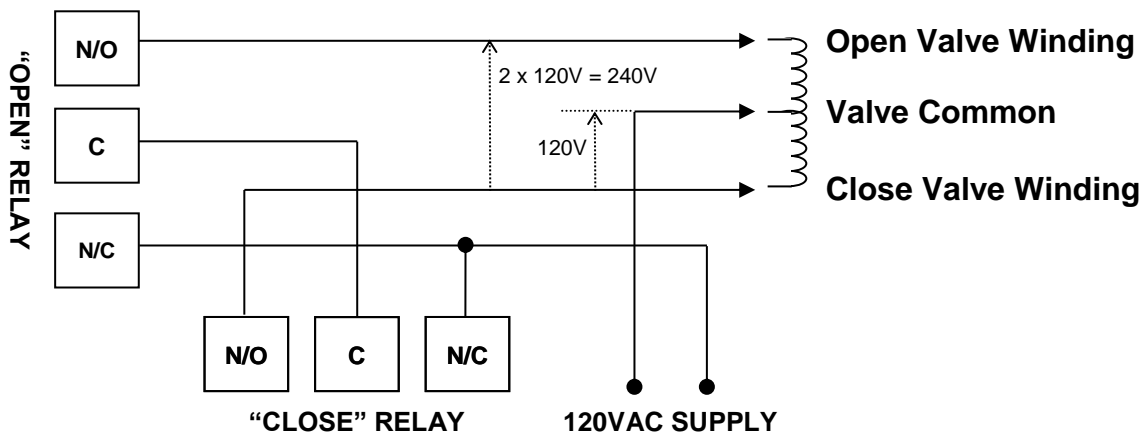 N/O
Open Valve Winding
2 x 120V = 240V
“OPEN” RELAY
C
Valve Common
120V
Close Valve Winding
N/C
N/O
C
N/C
“CLOSE” RELAY
120VAC SUPPLY